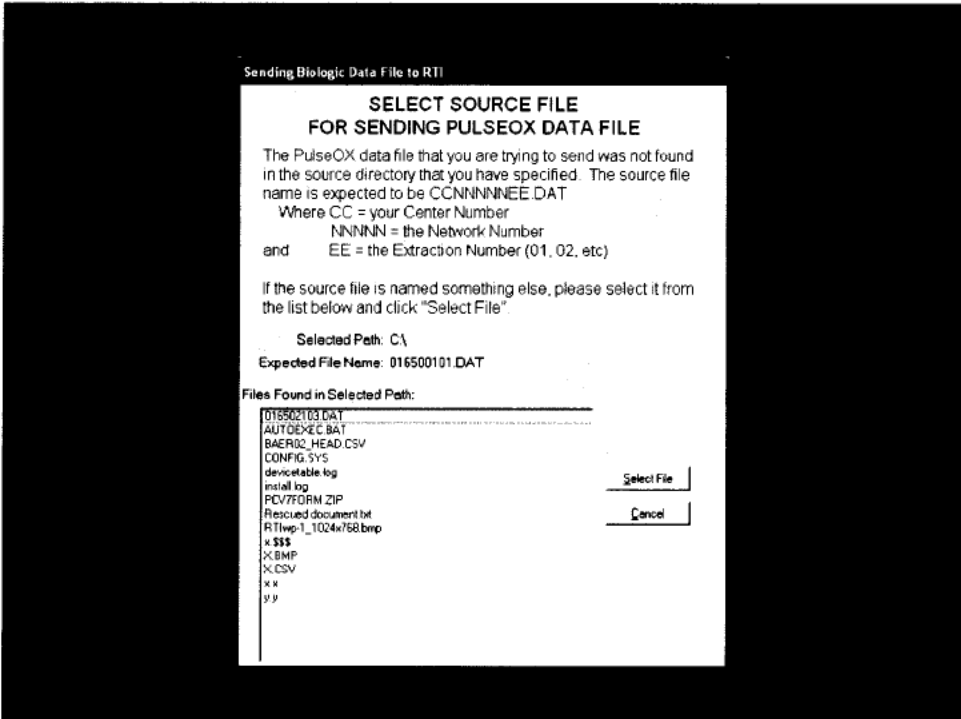 Sending Biologic Data File to RTI
SELECT SOURCE FILE
FOR SENDING PULSEOX DATA FILE
The PulseOX data file that you are trying to send was not found
in the source directory that you have specified. The source file
name is expected to be CCNNNNNEE.DAT
Where CC = your Center Number
NNNNN = the Network Number
and EE = the Extraction Number (01, 02, etc)
If the source file is named something else, please select it from
the list below and click "Select File".
Selected Path: C:\
Expected File Name: 016500101.DAT
Files Found in Selected Path:
016502103.DAT
AUTOEXEC.BAT
BAER02_HEAD.CSV
CONFIG.SYS
devicetable.log
install.log
PCV7FORM.ZIP
Rescued document.txt
RTIwp-1_1024x768.bmp
x.$$$
X.BMP
X.CSV
x.x
y.y
Select File
Cancel